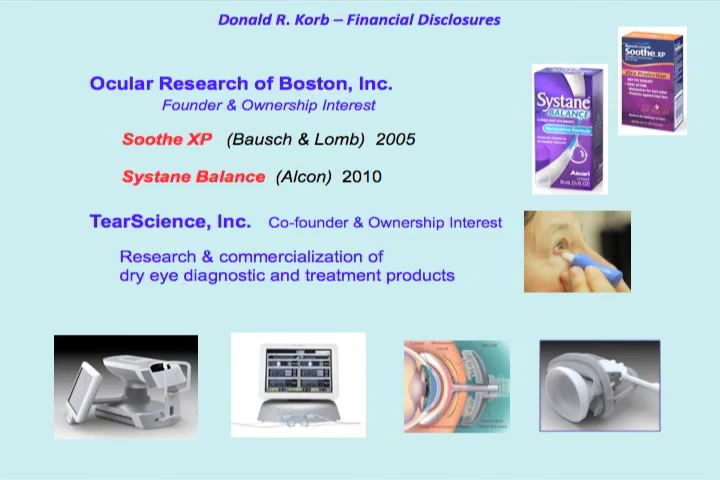 Donald R. Korb – Financial Disclosures
Ocular Research of Boston, Inc.
Founder & Ownership Interest
Soothe XP (Bausch & Lomb) 2005
Systane Balance (Alcon) 2010
TearScience, Inc. Co-founder & Ownership Interest
Research & commercialization of
dry eye diagnostic and treatment products
Soothe XP
Systane
BALANCE
Alcon